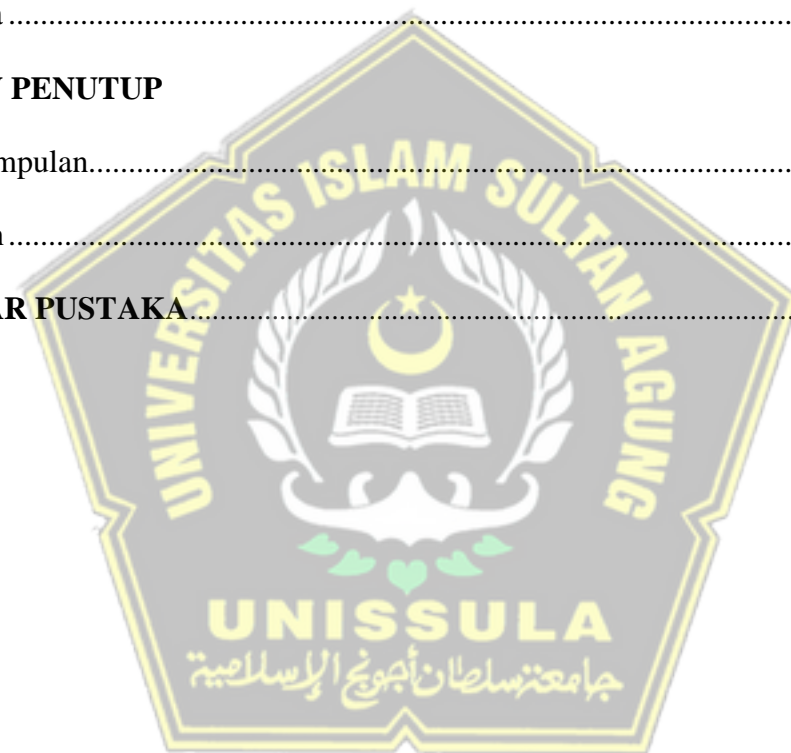 a ................................................................
PENUTUP
mpulan................................................................
n ................................................................
AR PUSTAKA................................................................
UNIVERSITAS ISLAM SULTAN AGUNG
UNISSULA
جامعة سلطان أجونج الإسلامية